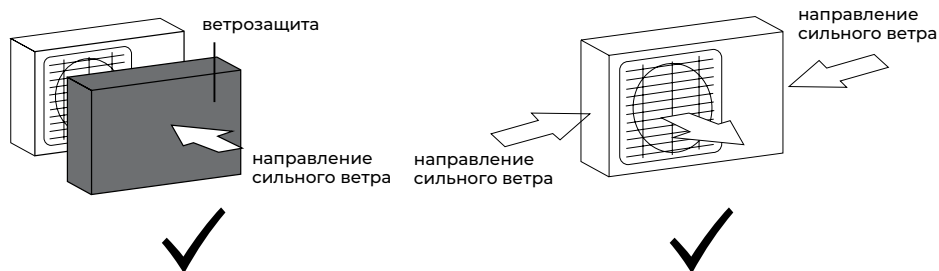 ветрозащита
направление
сильного ветра
направление
сильного ветра
направление
сильного ветра